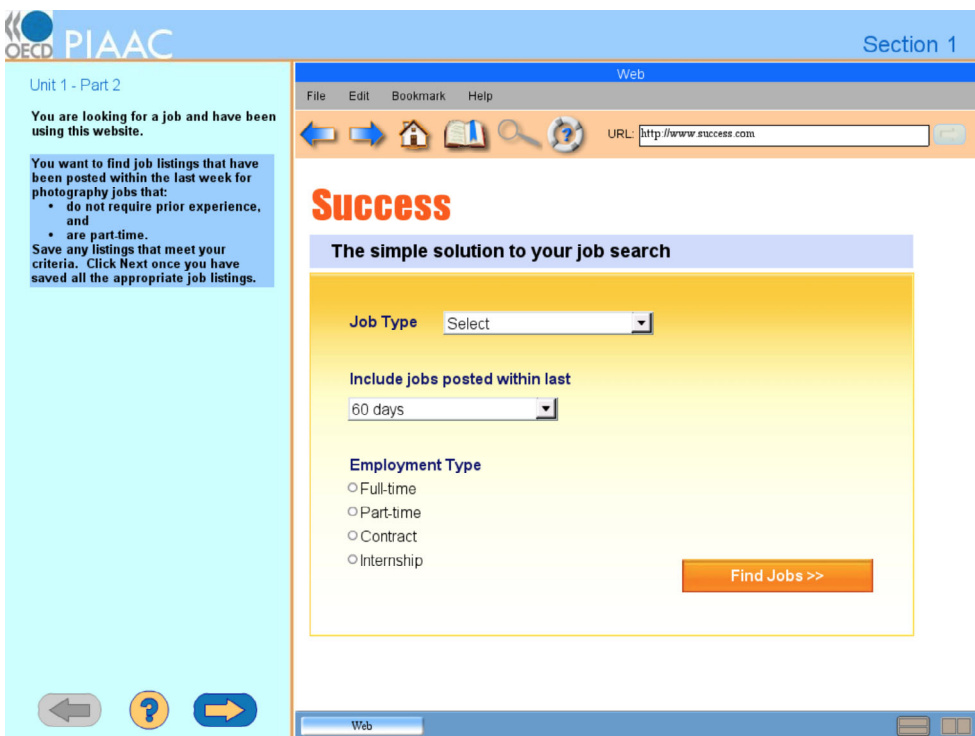 OECD PIAAC
Section 1
Unit 1 - Part 2
You are looking for a job and have been
using this website.
You want to find job listings that have
been posted within the last week for
photography jobs that:
• do not require prior experience,
and
• are part-time.
Save any listings that meet your
criteria. Click Next once you have
saved all the appropriate job listings.
Web
File Edit Bookmark Help
URL: http://www.success.com
Success
The simple solution to your job search
Job Type Select
Include jobs posted within last
60 days
Employment Type
Full-time
Part-time
Contract
Internship
Find Jobs >>
Web